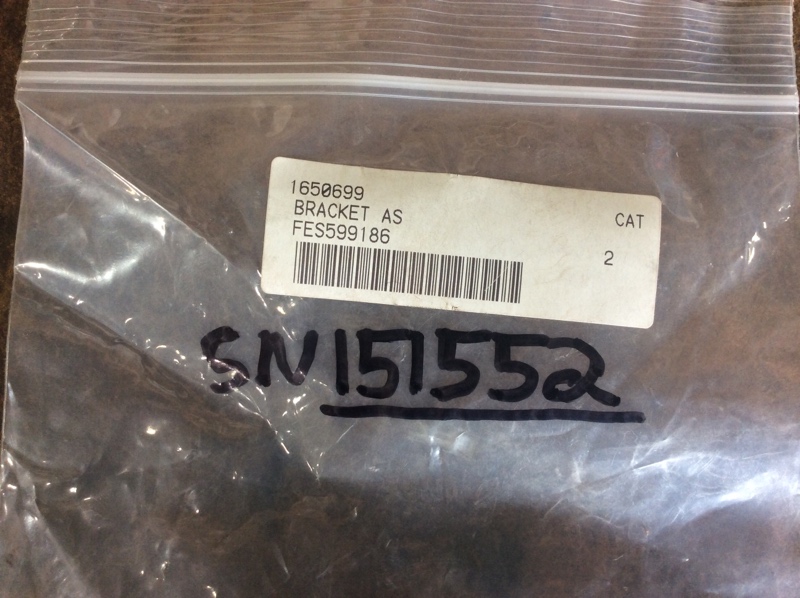 1650699
BRACKET AS CAT
FES599186
2
SN151552